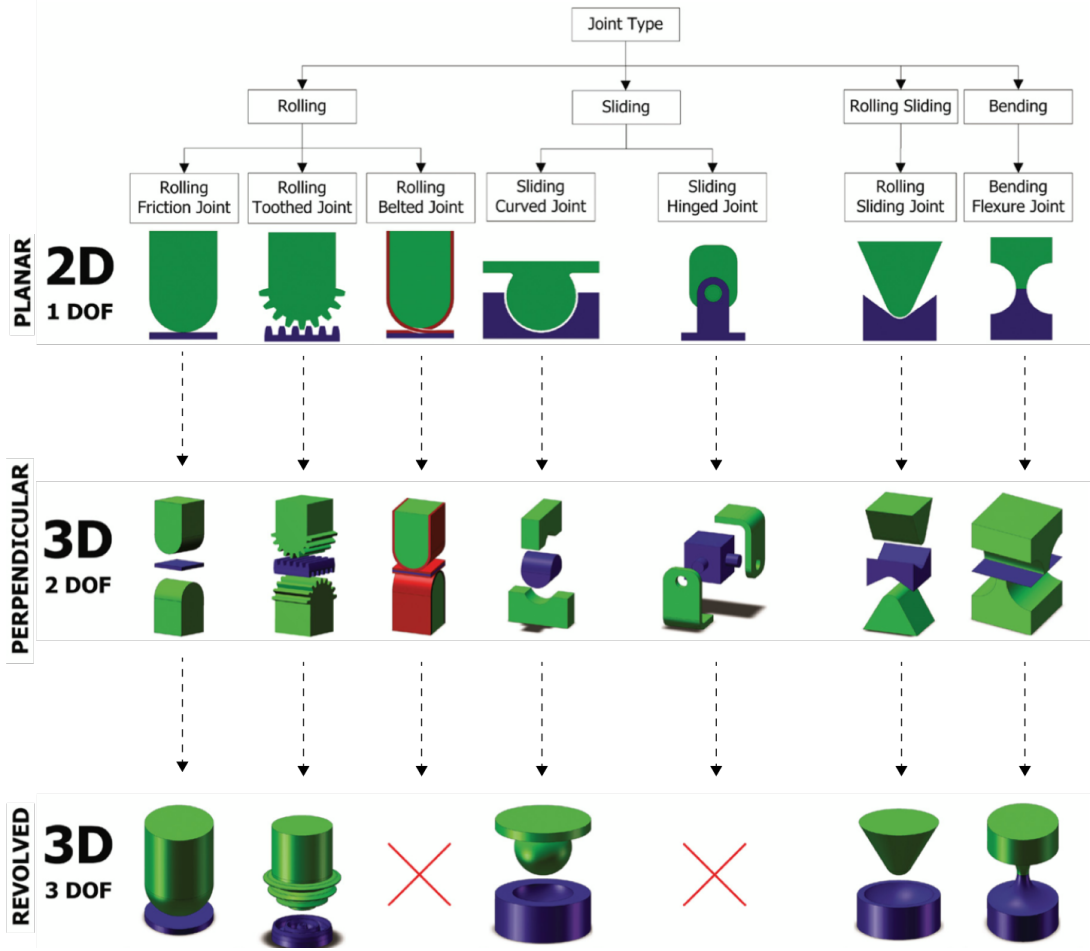 Joint Type
Rolling
Sliding
Rolling Sliding
Bending
Rolling
Friction Joint
Rolling
Toothed Joint
Rolling
Belted Joint
Sliding
Curved Joint
Sliding
Hinged Joint
Rolling
Sliding Joint
Bending
Flexure Joint
PLANAR
2D
1 DOF
PERPENDICULAR
3D
2 DOF
REVOLVED
3D
3 DOF